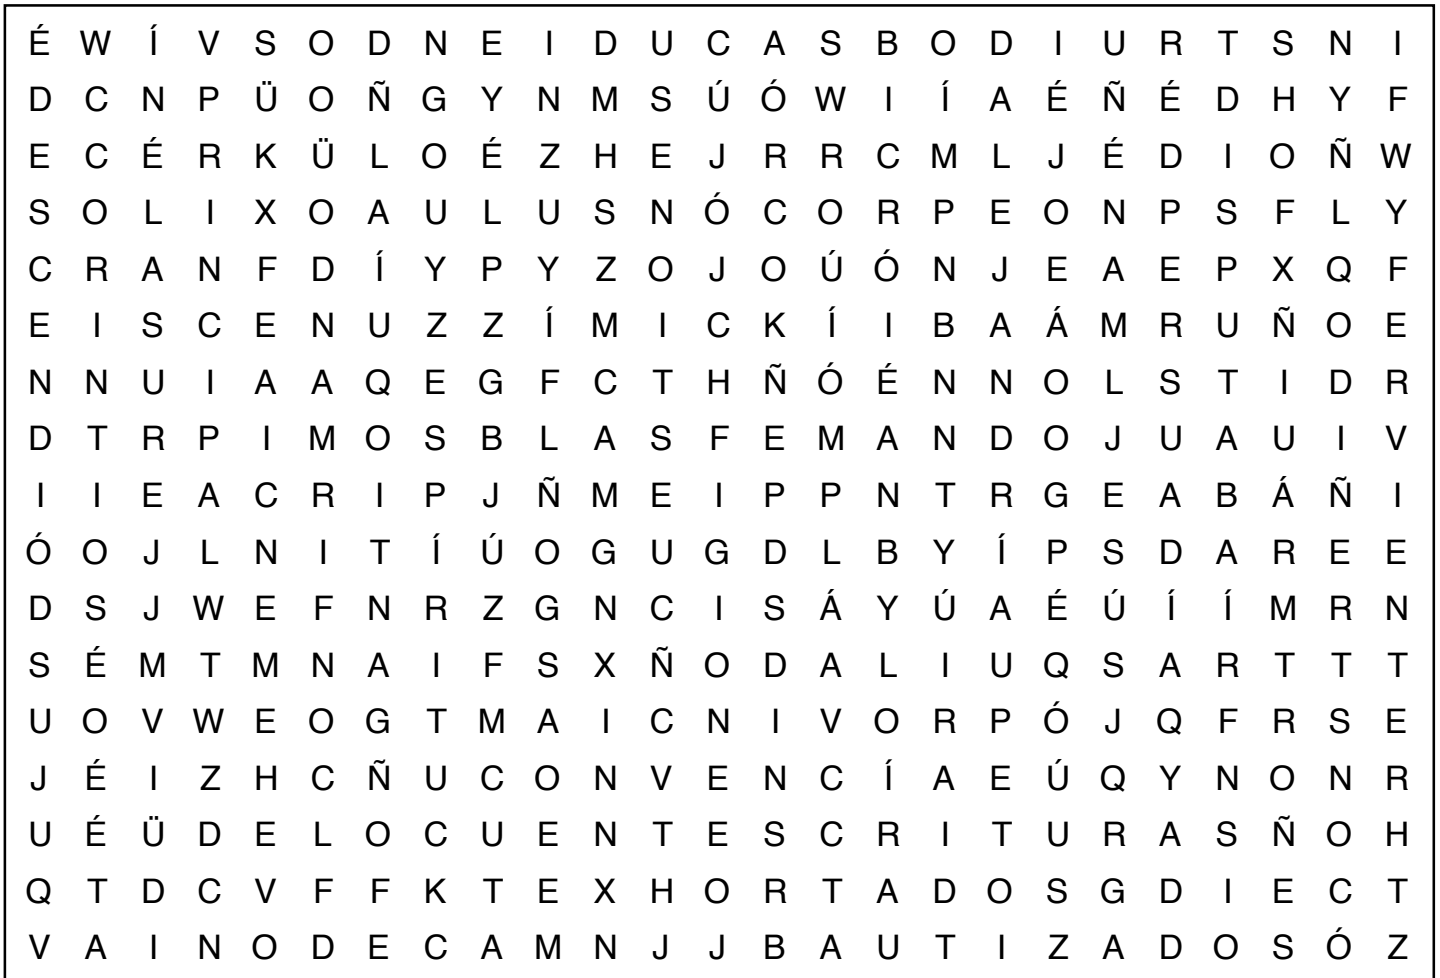 É W Í V S O D N E I D U C A S B O D I U R T S N I
D C N P Ü O Ñ G Y N M S Ú Ó W I Í A É Ñ É D H Y F
E C É R K Ü L O É Z H E J R R C M L J É D I O Ñ W
S O L I X O A U L U S N Ó C O R P E O N P S F L Y
C R A N F D Í Y P Y Z O J O Ú Ó N J E A E P X Q F
E I S C E N U Z Z Í M I C K Í I B A Á M R U Ñ O E
N N U I A A Q E G F C T H Ñ Ó É N N O L S T I D R
D T R P I M O S B L A S F E M A N D O J U A U I V
I I E A C R I P J Ñ M E I P P N T R G E A B Á Ñ I
Ó O J L N I T Í Ú O G U G D L B Y Í P S D A R E E
D S J W E F N R Z G N C I S Á Y Ú A É Ú Í Í M R N
S É M T M N A I F S X Ñ O D A L I U Q S A R T T T
U O V W E O G T M A I C N I V O R P Ó J Q F R S E
J É I Z H C Ñ U C O N V E N C Í A E Ú Q Y N O N R
U É Ü D E L O C U E N T E S C R I T U R A S Ñ O H
Q T D C V F F K T E X H O R T A D O S G D I E C T
V A I N O D E C A M N J J B A U T I Z A D O S Ó Z